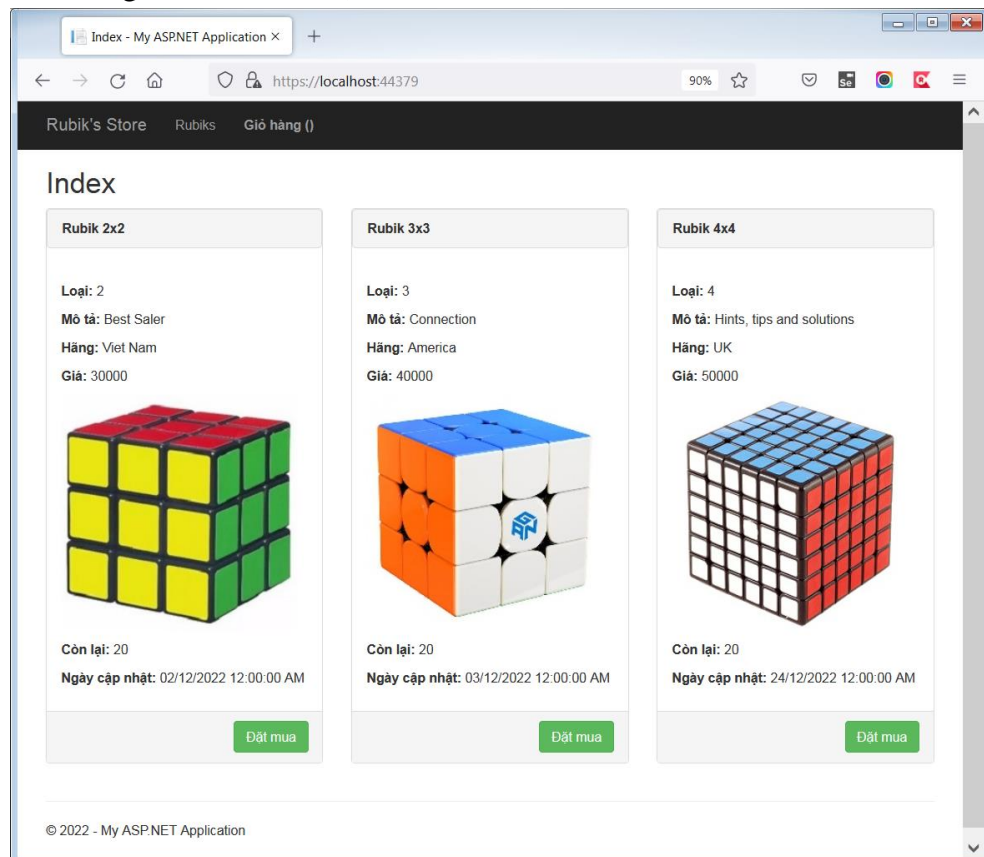 Index - My ASP.NET Application
https://localhost:44379 90%
Rubik's Store Rubiks Giỏ hàng ()
Index
Rubik 2x2
Loại: 2
Mô tả: Best Saler
Hãng: Viet Nam
Giá: 30000
Còn lại: 20
Ngày cập nhật: 02/12/2022 12:00:00 AM
Đặt mua
Rubik 3x3
Loại: 3
Mô tả: Connection
Hãng: America
Giá: 40000
GAN
Còn lại: 20
Ngày cập nhật: 03/12/2022 12:00:00 AM
Đặt mua
Rubik 4x4
Loại: 4
Mô tả: Hints, tips and solutions
Hãng: UK
Giá: 50000
Còn lại: 20
Ngày cập nhật: 24/12/2022 12:00:00 AM
Đặt mua
© 2022 - My ASP.NET Application